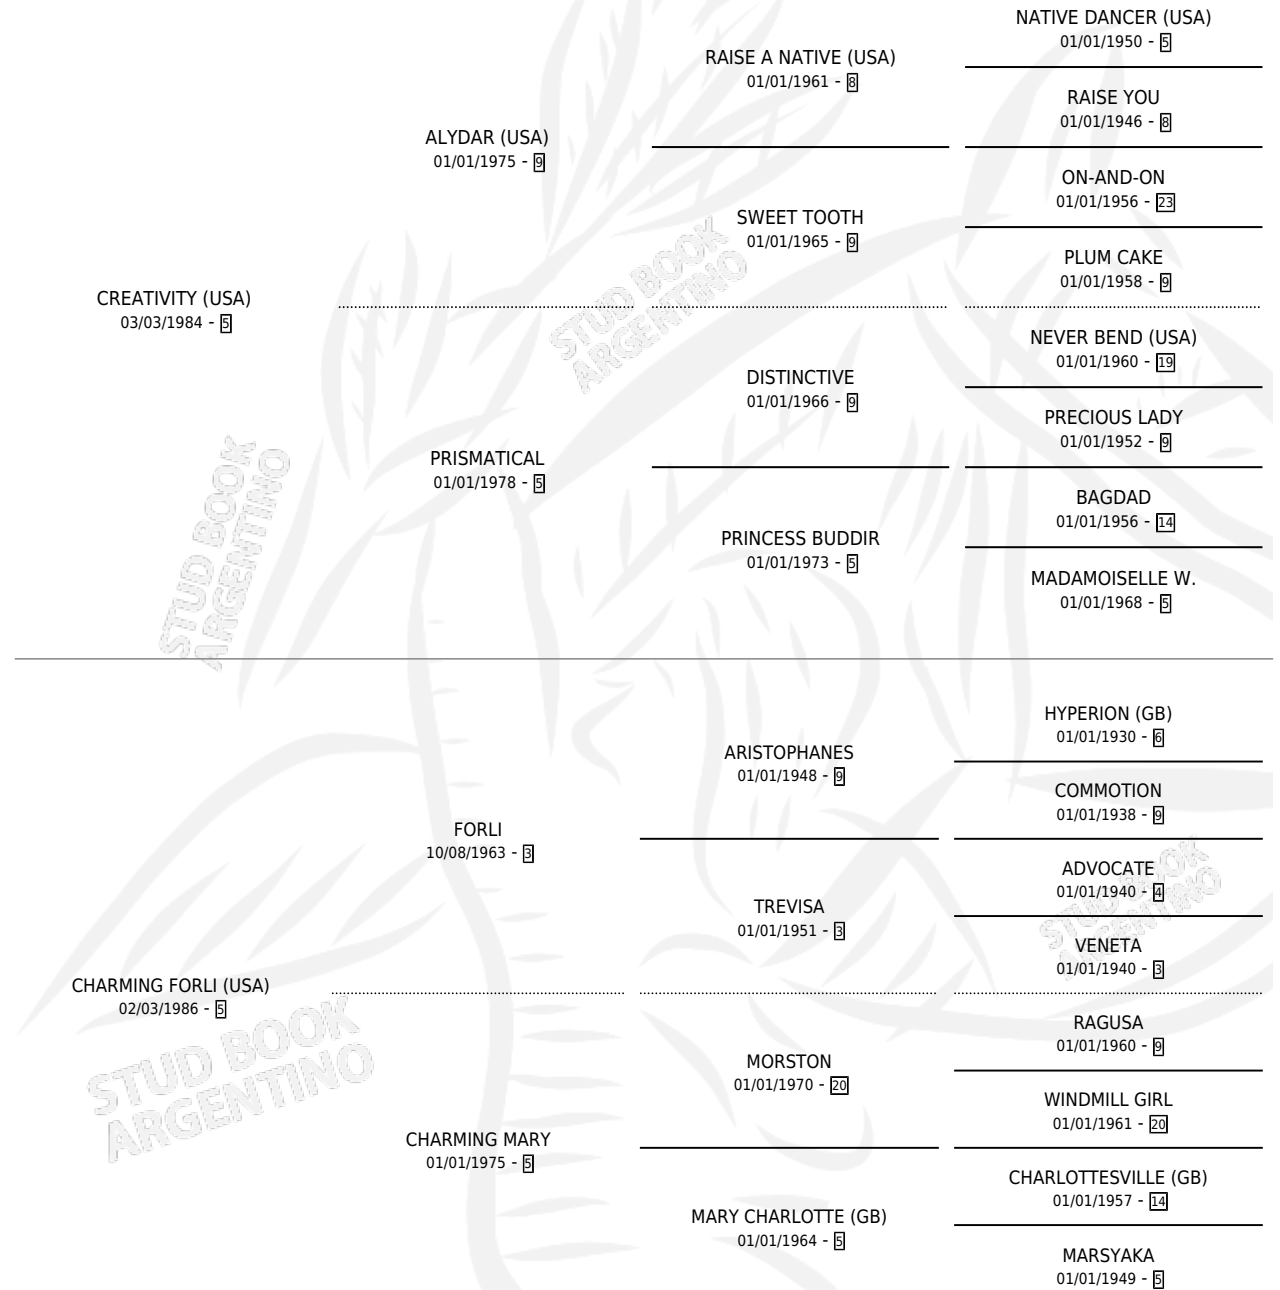 NATIVE DANCER (USA)
01/01/1950 - 5
RAISE A NATIVE (USA)
01/01/1961 - 8
RAISE YOU
01/01/1946 - 8
ALYDAR (USA)
01/01/1975 - 9
ON-AND-ON
01/01/1956 - 23
SWEET TOOTH
01/01/1965 - 9
PLUM CAKE
01/01/1958 - 9
CREATIVITY (USA)
03/03/1984 - 5
NEVER BEND (USA)
01/01/1960 - 19
DISTINCTIVE
01/01/1966 - 9
PRECIOUS LADY
01/01/1952 - 9
PRISMATICAL
01/01/1978 - 5
BAGDAD
01/01/1956 - 14
PRINCESS BUDDIR
01/01/1973 - 5
MADAMOISELLE W.
01/01/1968 - 5
HYPERION (GB)
01/01/1930 - 6
ARISTOPHANES
01/01/1948 - 9
COMMOTION
01/01/1938 - 9
FORLI
10/08/1963 - 3
ADVOCATE
01/01/1940 - 4
TREVISA
01/01/1951 - 3
VENETA
01/01/1940 - 3
CHARMING FORLI (USA)
02/03/1986 - 5
RAGUSA
01/01/1960 - 9
MORSTON
01/01/1970 - 20
WINDMILL GIRL
01/01/1961 - 20
CHARMING MARY
01/01/1975 - 5
CHARLOTTESVILLE (GB)
01/01/1957 - 14
MARY CHARLOTTE (GB)
01/01/1964 - 5
MARSYAKA
01/01/1949 - 5
STUD BOOK
ARGENTINO
STUD BOOK
ARGENTINO
STUD BOOK
ARGENTINO
STUD BOOK
ARGENTINO